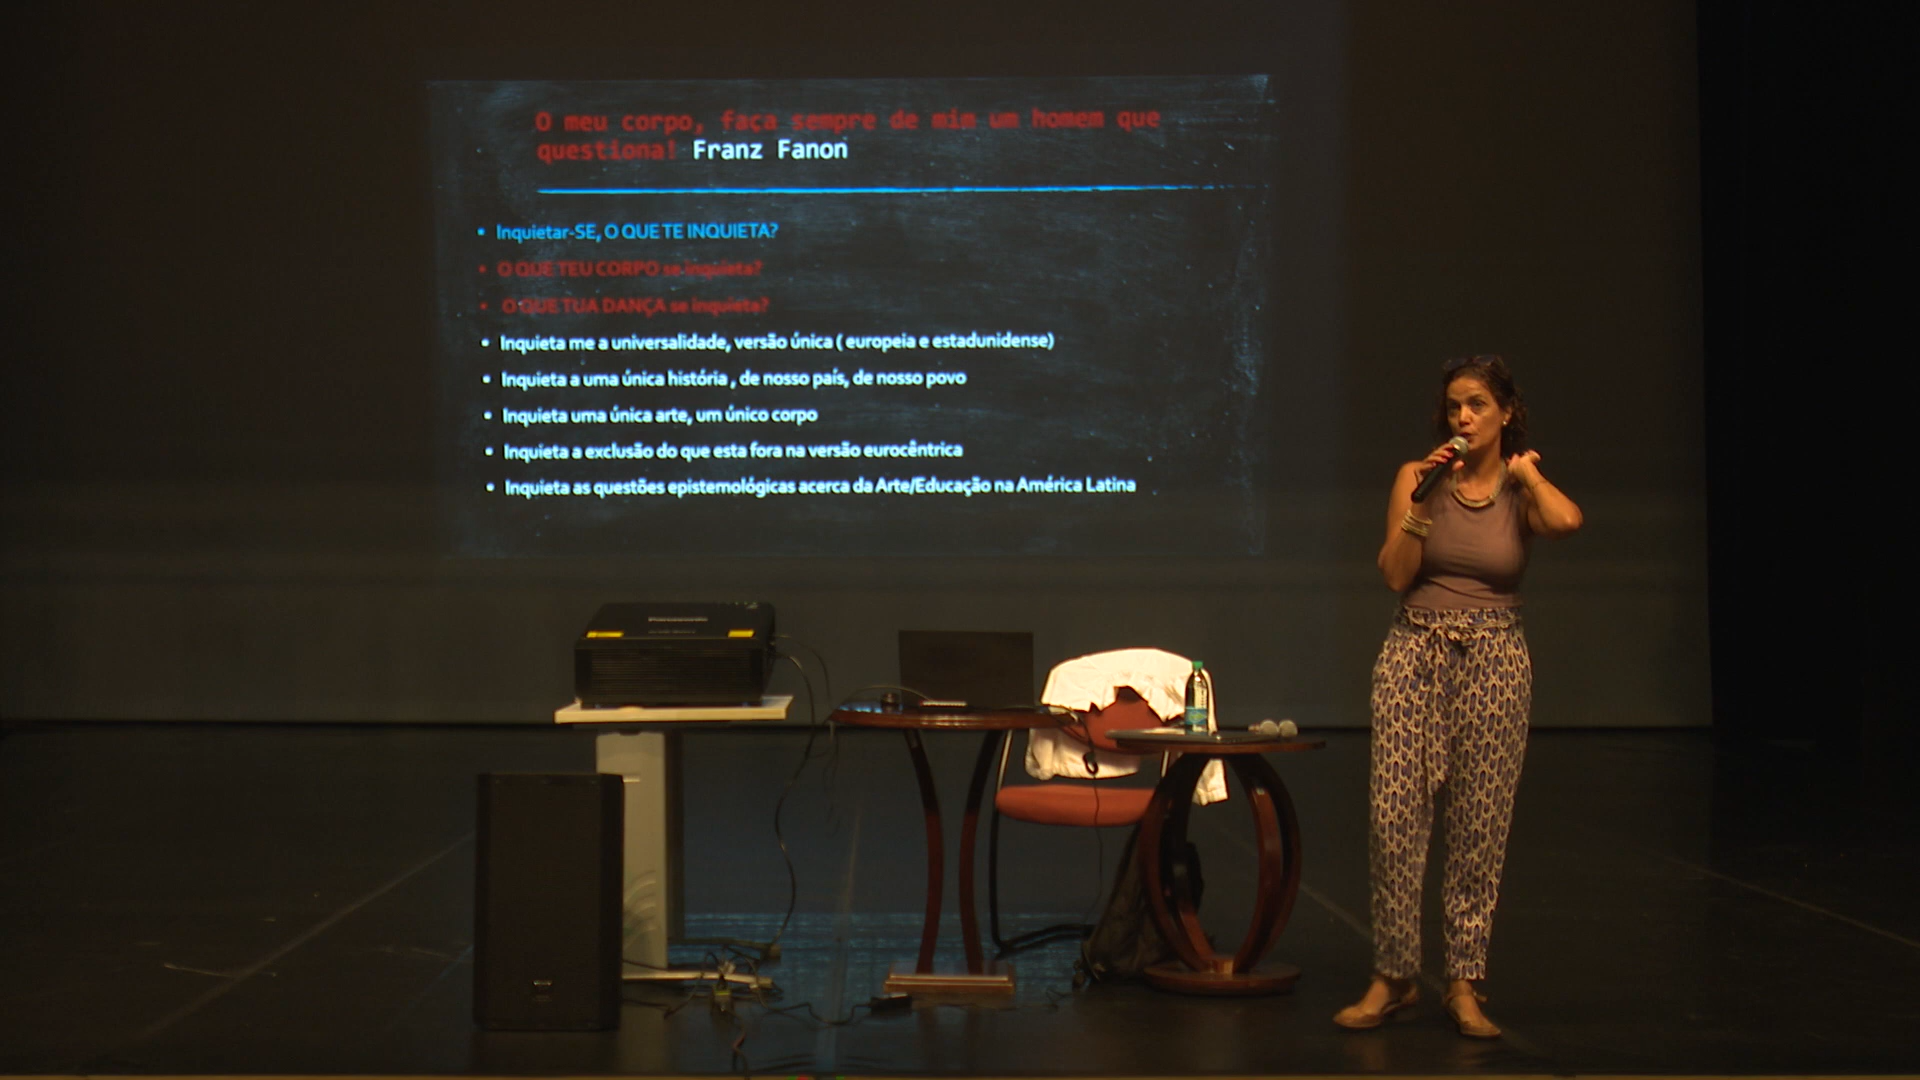 O meu corpo, faça sempre de mim um homem que
questiona! Franz Fanon
Inquietar-SE, O QUE TE INQUIETA?
O QUE TEU CORPO se inquieta?
O QUE TUA DANÇA se inquieta?
Inquieta me a universalidade, versão única ( europeia e estadunidense)
Inquieta a uma única história , de nosso país, de nosso povo
Inquieta uma única arte, um único corpo
Inquieta a exclusão do que esta fora na versão eurocêntrica
Inquieta as questões epistemológicas acerca da Arte/Educação na América Latina
Panasonic